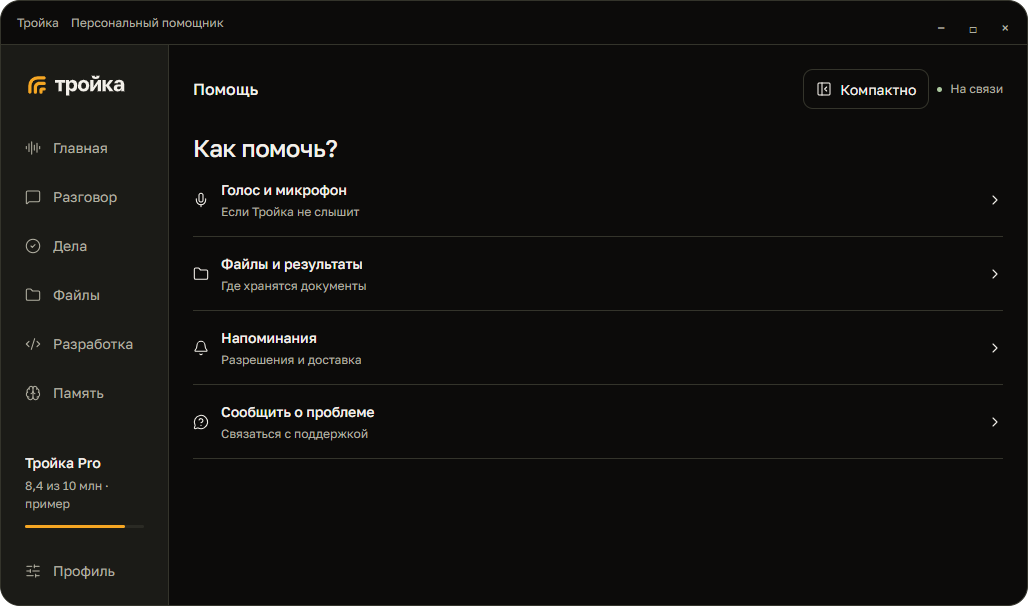 Тройка Персональный помощник
тройка
Главная
Разговор
Дела
Файлы
Разработка
Память
Тройка Pro
8,4 из 10 млн ·
пример
Профиль
Помощь
Компактно
На связи
Как помочь?
Голос и микрофон
Если Тройка не слышит
Файлы и результаты
Где хранятся документы
Напоминания
Разрешения и доставка
Сообщить о проблеме
Связаться с поддержкой